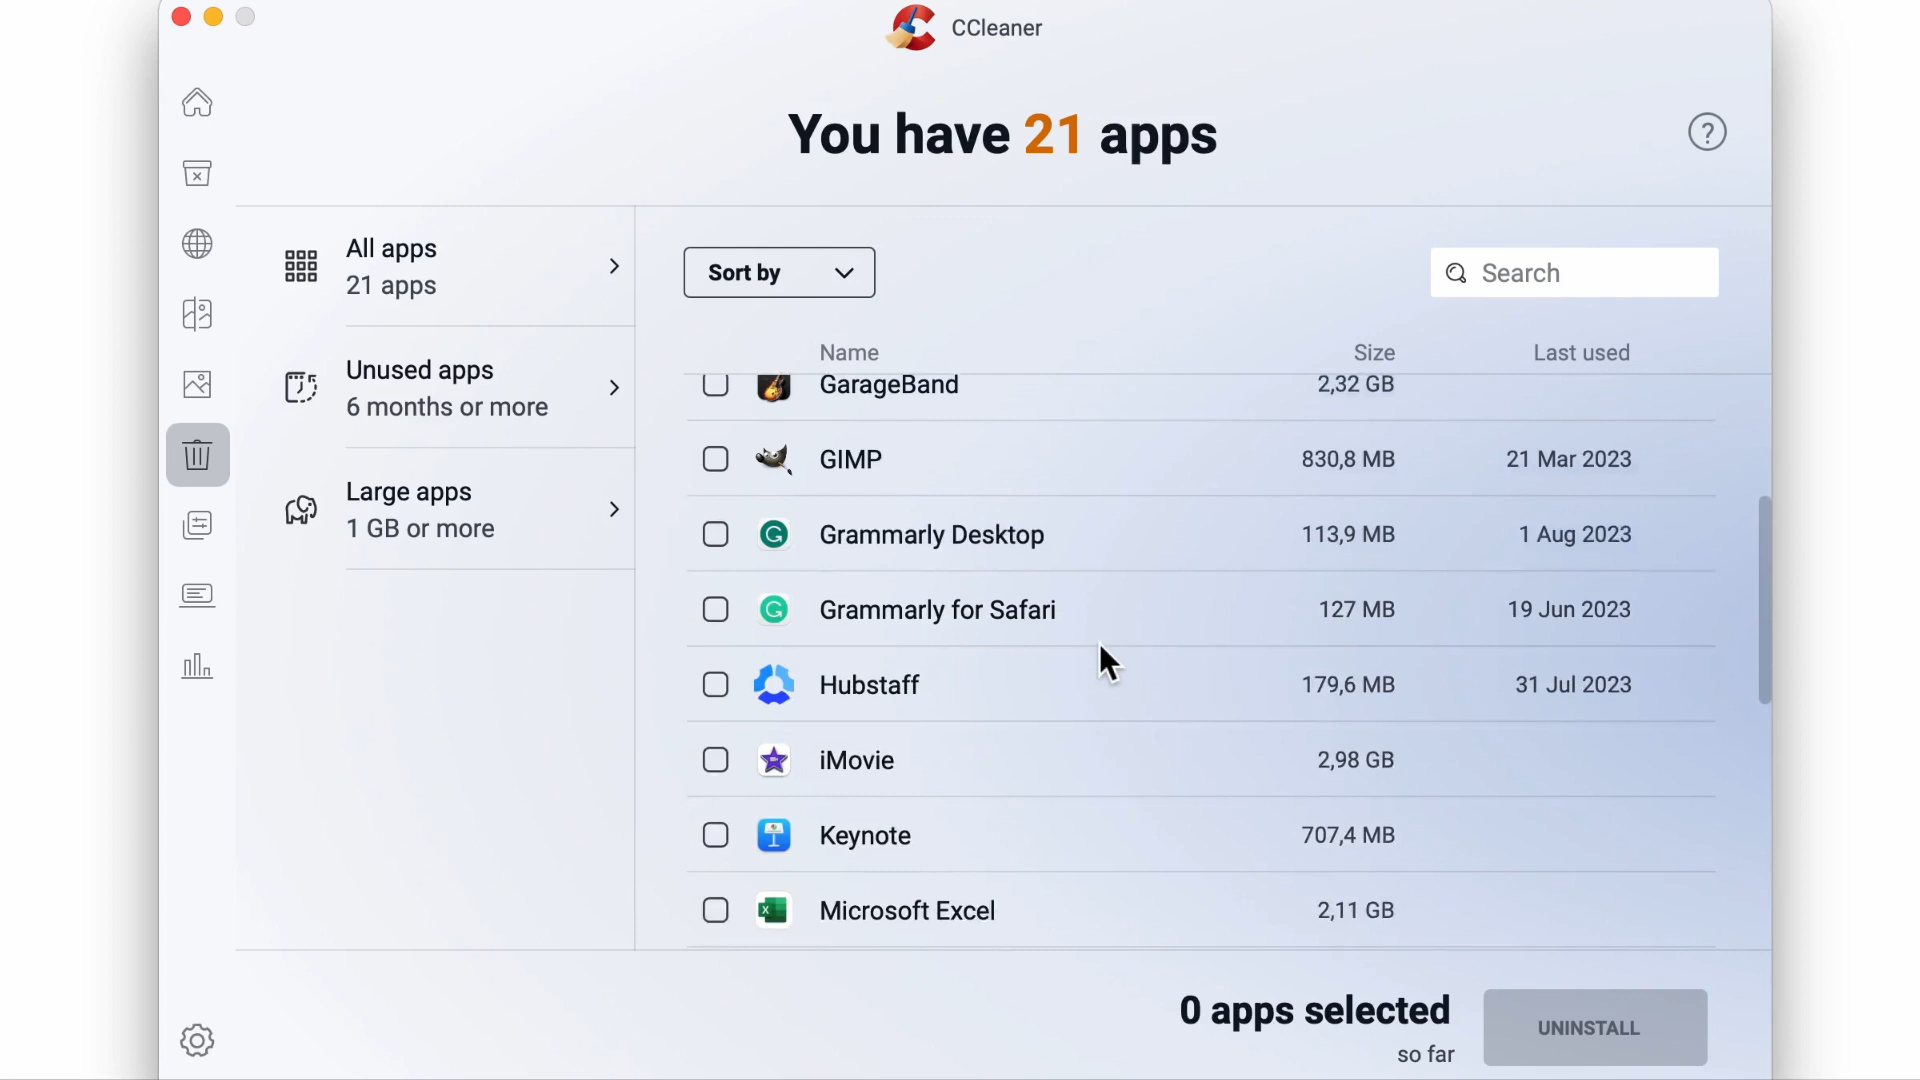 CCleaner
You have 21 apps
?
All apps
21 apps
Unused apps
6 months or more
Large apps
1 GB or more
Sort by
Search
Name Size Last used
GarageBand 2,32 GB
GIMP 830,8 MB 21 Mar 2023
Grammarly Desktop 113,9 MB 1 Aug 2023
Grammarly for Safari 127 MB 19 Jun 2023
Hubstaff 179,6 MB 31 Jul 2023
iMovie 2,98 GB
Keynote 707,4 MB
Microsoft Excel 2,11 GB
0 apps selected
so far
UNINSTALL